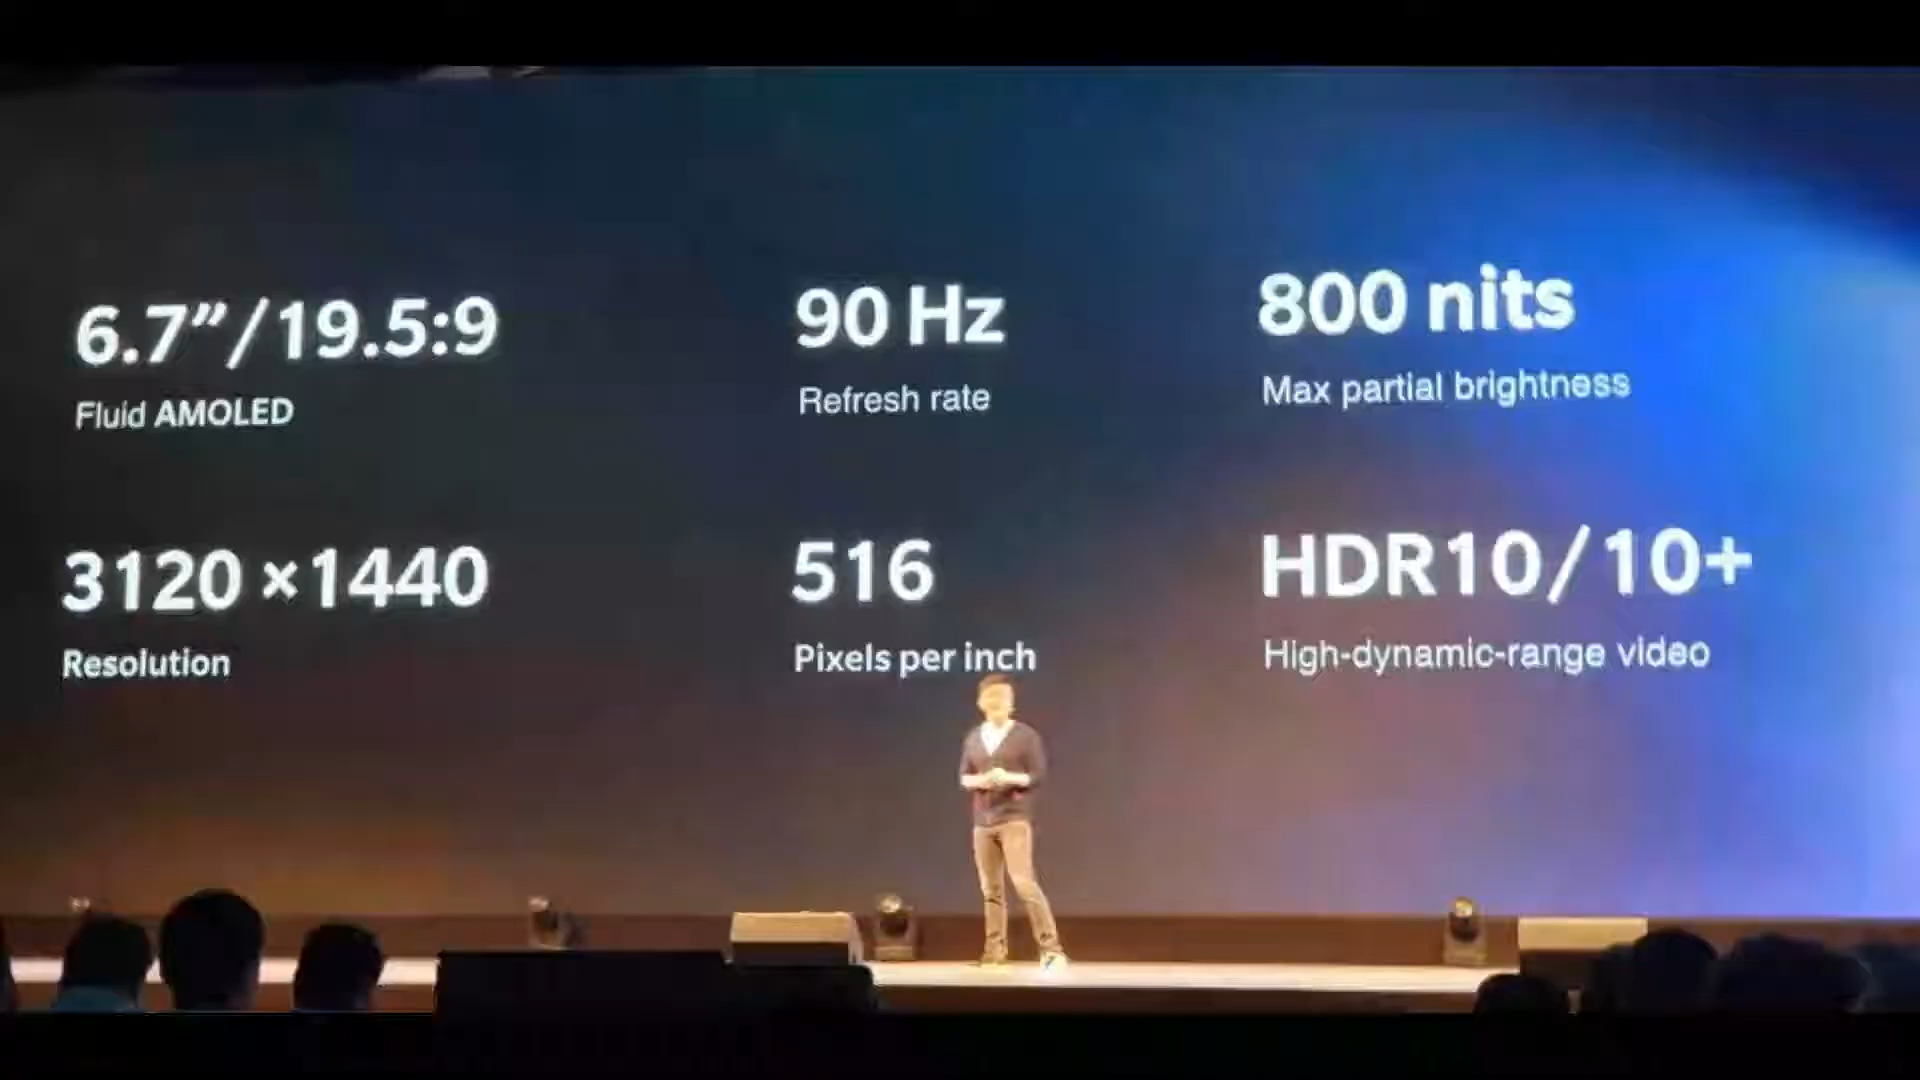 6.7”/19.5:9
Fluid AMOLED
90 Hz
Refresh rate
800 nits
Max partial brightness
3120 ×1440
Resolution
516
Pixels per inch
HDR10/10+
High-dynamic-range video